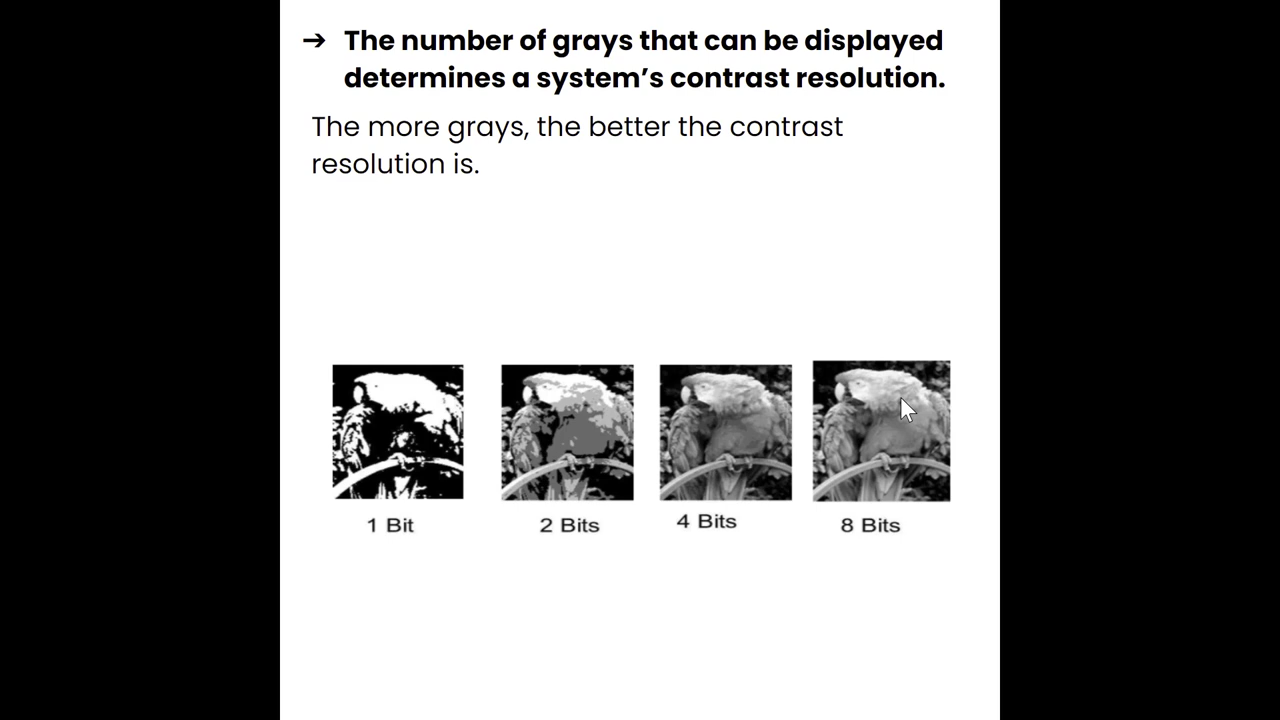 ➔ The number of grays that can be displayed
determines a system’s contrast resolution.
The more grays, the better the contrast
resolution is.
1 Bit
2 Bits
4 Bits
8 Bits